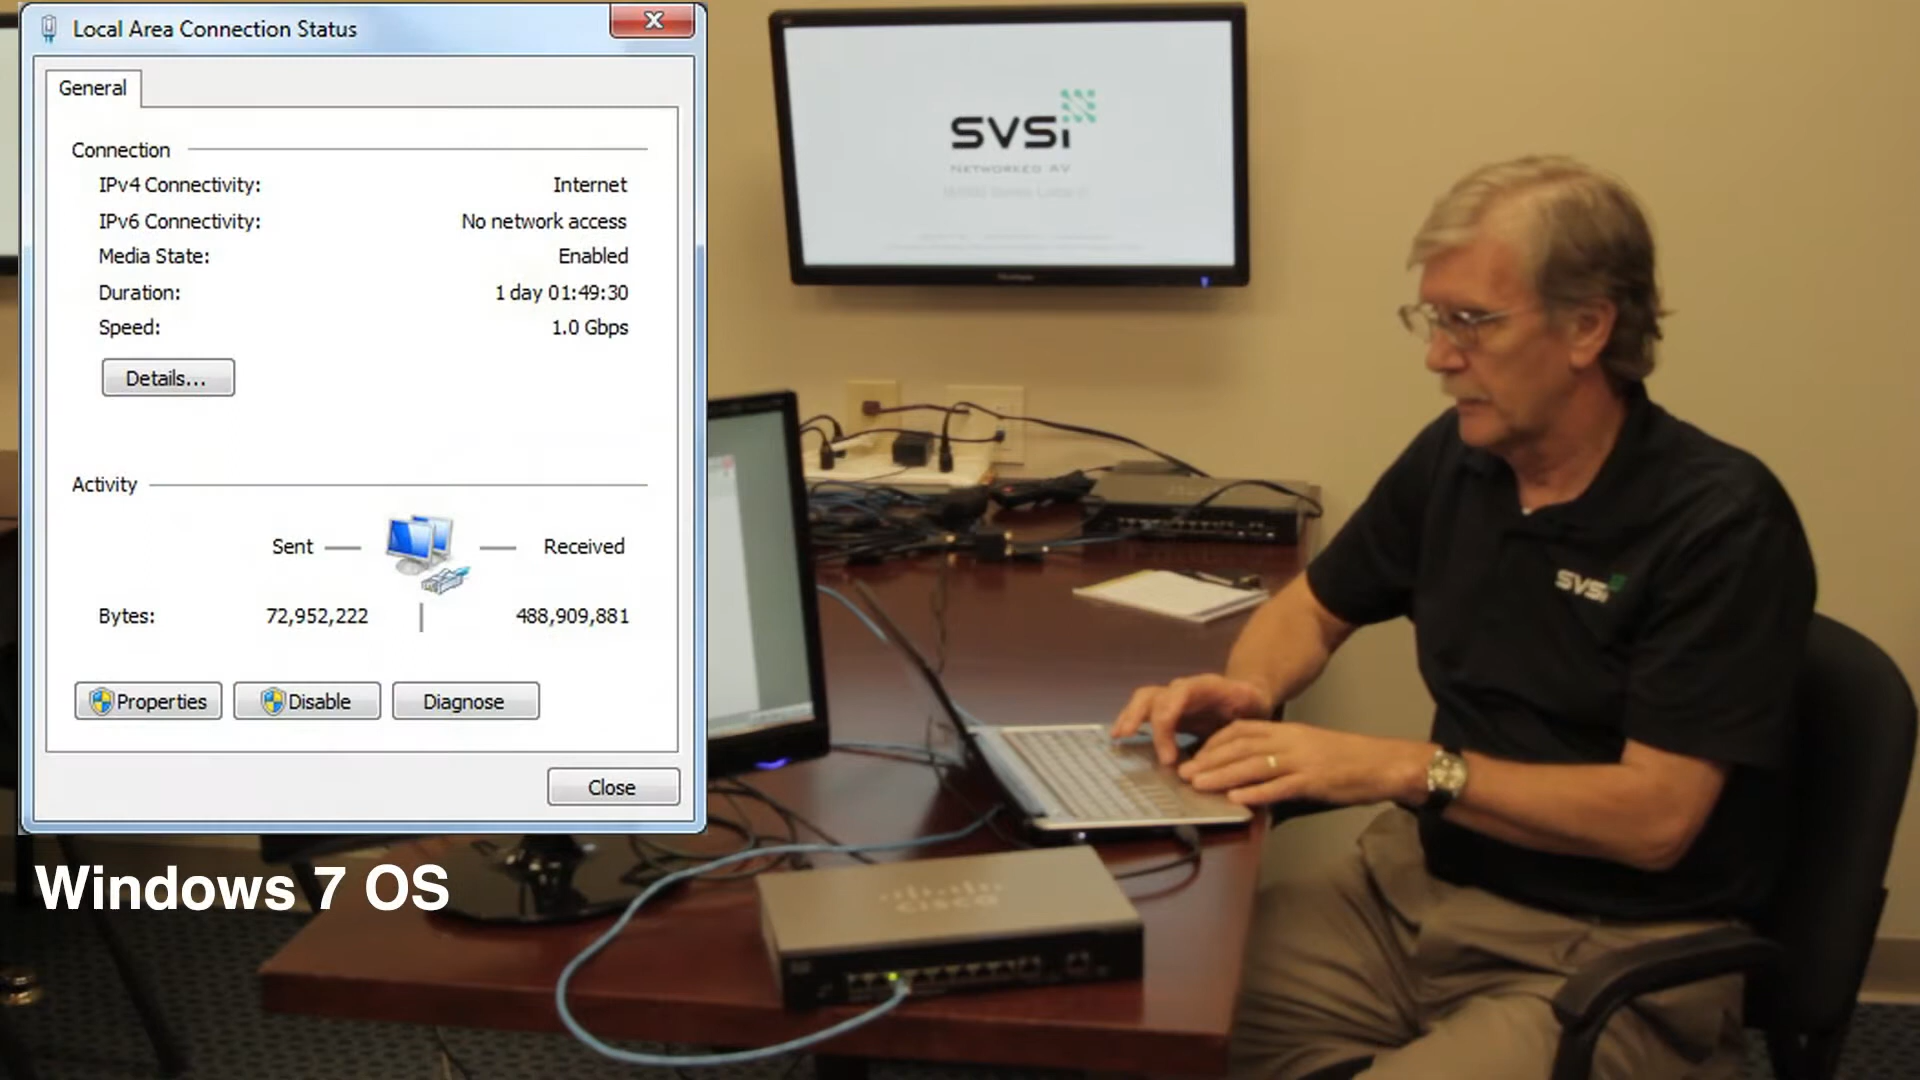 Local Area Connection Status
General
Connection
IPv4 Connectivity: Internet
IPv6 Connectivity: No network access
Media State: Enabled
Duration: 1 day 01:49:30
Speed: 1.0 Gbps
Details...
Activity
Sent Received
Bytes: 72,952,222 488,909,881
Properties Disable Diagnose
Close
Windows 7 OS
SVSi
NETWORKED AV
SVSi
CISCO